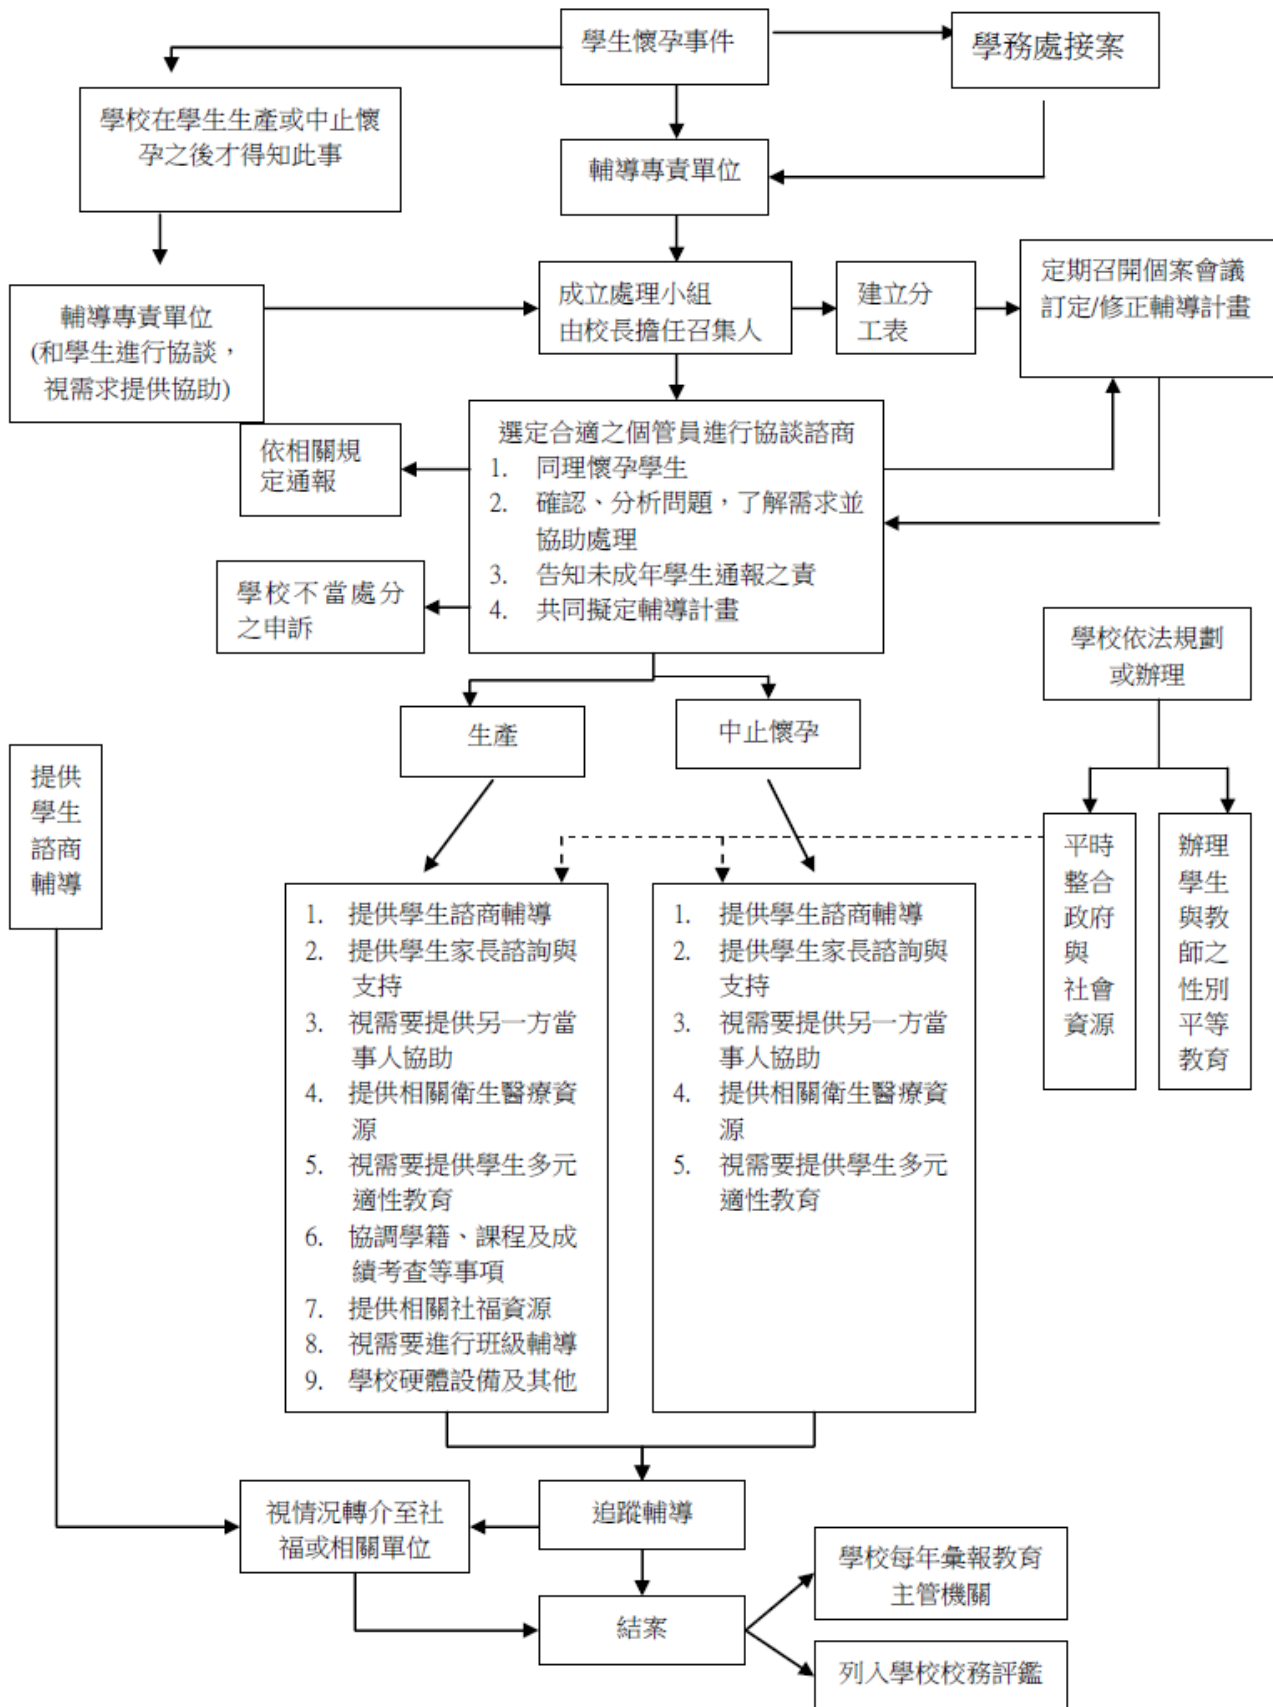 學生懷孕事件
學務處接案
學校在學生生產或中止懷
孕之後才得知此事
輔導專責單位
輔導專責單位
(和學生進行協談，
視需求提供協助)
成立處理小組
由校長擔任召集人
建立分
工表
定期召開個案會議
訂定/修正輔導計畫
依相關規
定通報
選定合適之個管員進行協談諮商
1. 同理懷孕學生
2. 確認、分析問題，了解需求並
協助處理
3. 告知未成年學生通報之責
4. 共同擬定輔導計畫
學校不當處分
之申訴
學校依法規劃
或辦理
生產
中止懷孕
提供
學生
諮商
輔導
平時
整合
政府
與
社會
資源
辦理
學生
與教
師之
性別
平等
教育
1. 提供學生諮商輔導
2. 提供學生家長諮詢與
支持
3. 視需要提供另一方當
事人協助
4. 提供相關衛生醫療資
源
5. 視需要提供學生多元
適性教育
6. 協調學籍、課程及成
績考查等事項
7. 提供相關社福資源
8. 視需要進行班級輔導
9. 學校硬體設備及其他
1. 提供學生諮商輔導
2. 提供學生家長諮詢與
支持
3. 視需要提供另一方當
事人協助
4. 提供相關衛生醫療資
源
5. 視需要提供學生多元
適性教育
視情況轉介至社
福或相關單位
追蹤輔導
結案
學校每年彙報教育
主管機關
列入學校校務評鑑